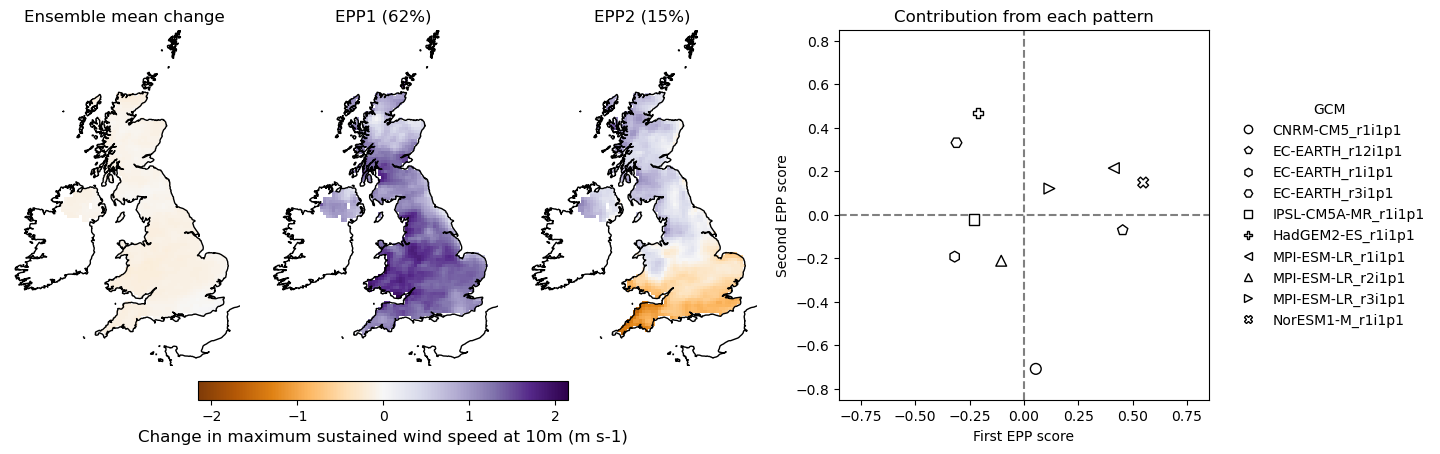 Ensemble mean change
EPP1 (62%)
EPP2 (15%)
−2 −1 0 1 2
Change in maximum sustained wind speed at 10m (m s-1)
Contribution from each pattern
Second EPP score
0.8
0.6
0.4
0.2
0.0
−0.2
−0.4
−0.6
−0.8
−0.75 −0.50 −0.25 0.00 0.25 0.50 0.75
First EPP score
GCM
CNRM-CM5_r1i1p1
EC-EARTH_r12i1p1
EC-EARTH_r1i1p1
EC-EARTH_r3i1p1
IPSL-CM5A-MR_r1i1p1
HadGEM2-ES_r1i1p1
MPI-ESM-LR_r1i1p1
MPI-ESM-LR_r2i1p1
MPI-ESM-LR_r3i1p1
NorESM1-M_r1i1p1